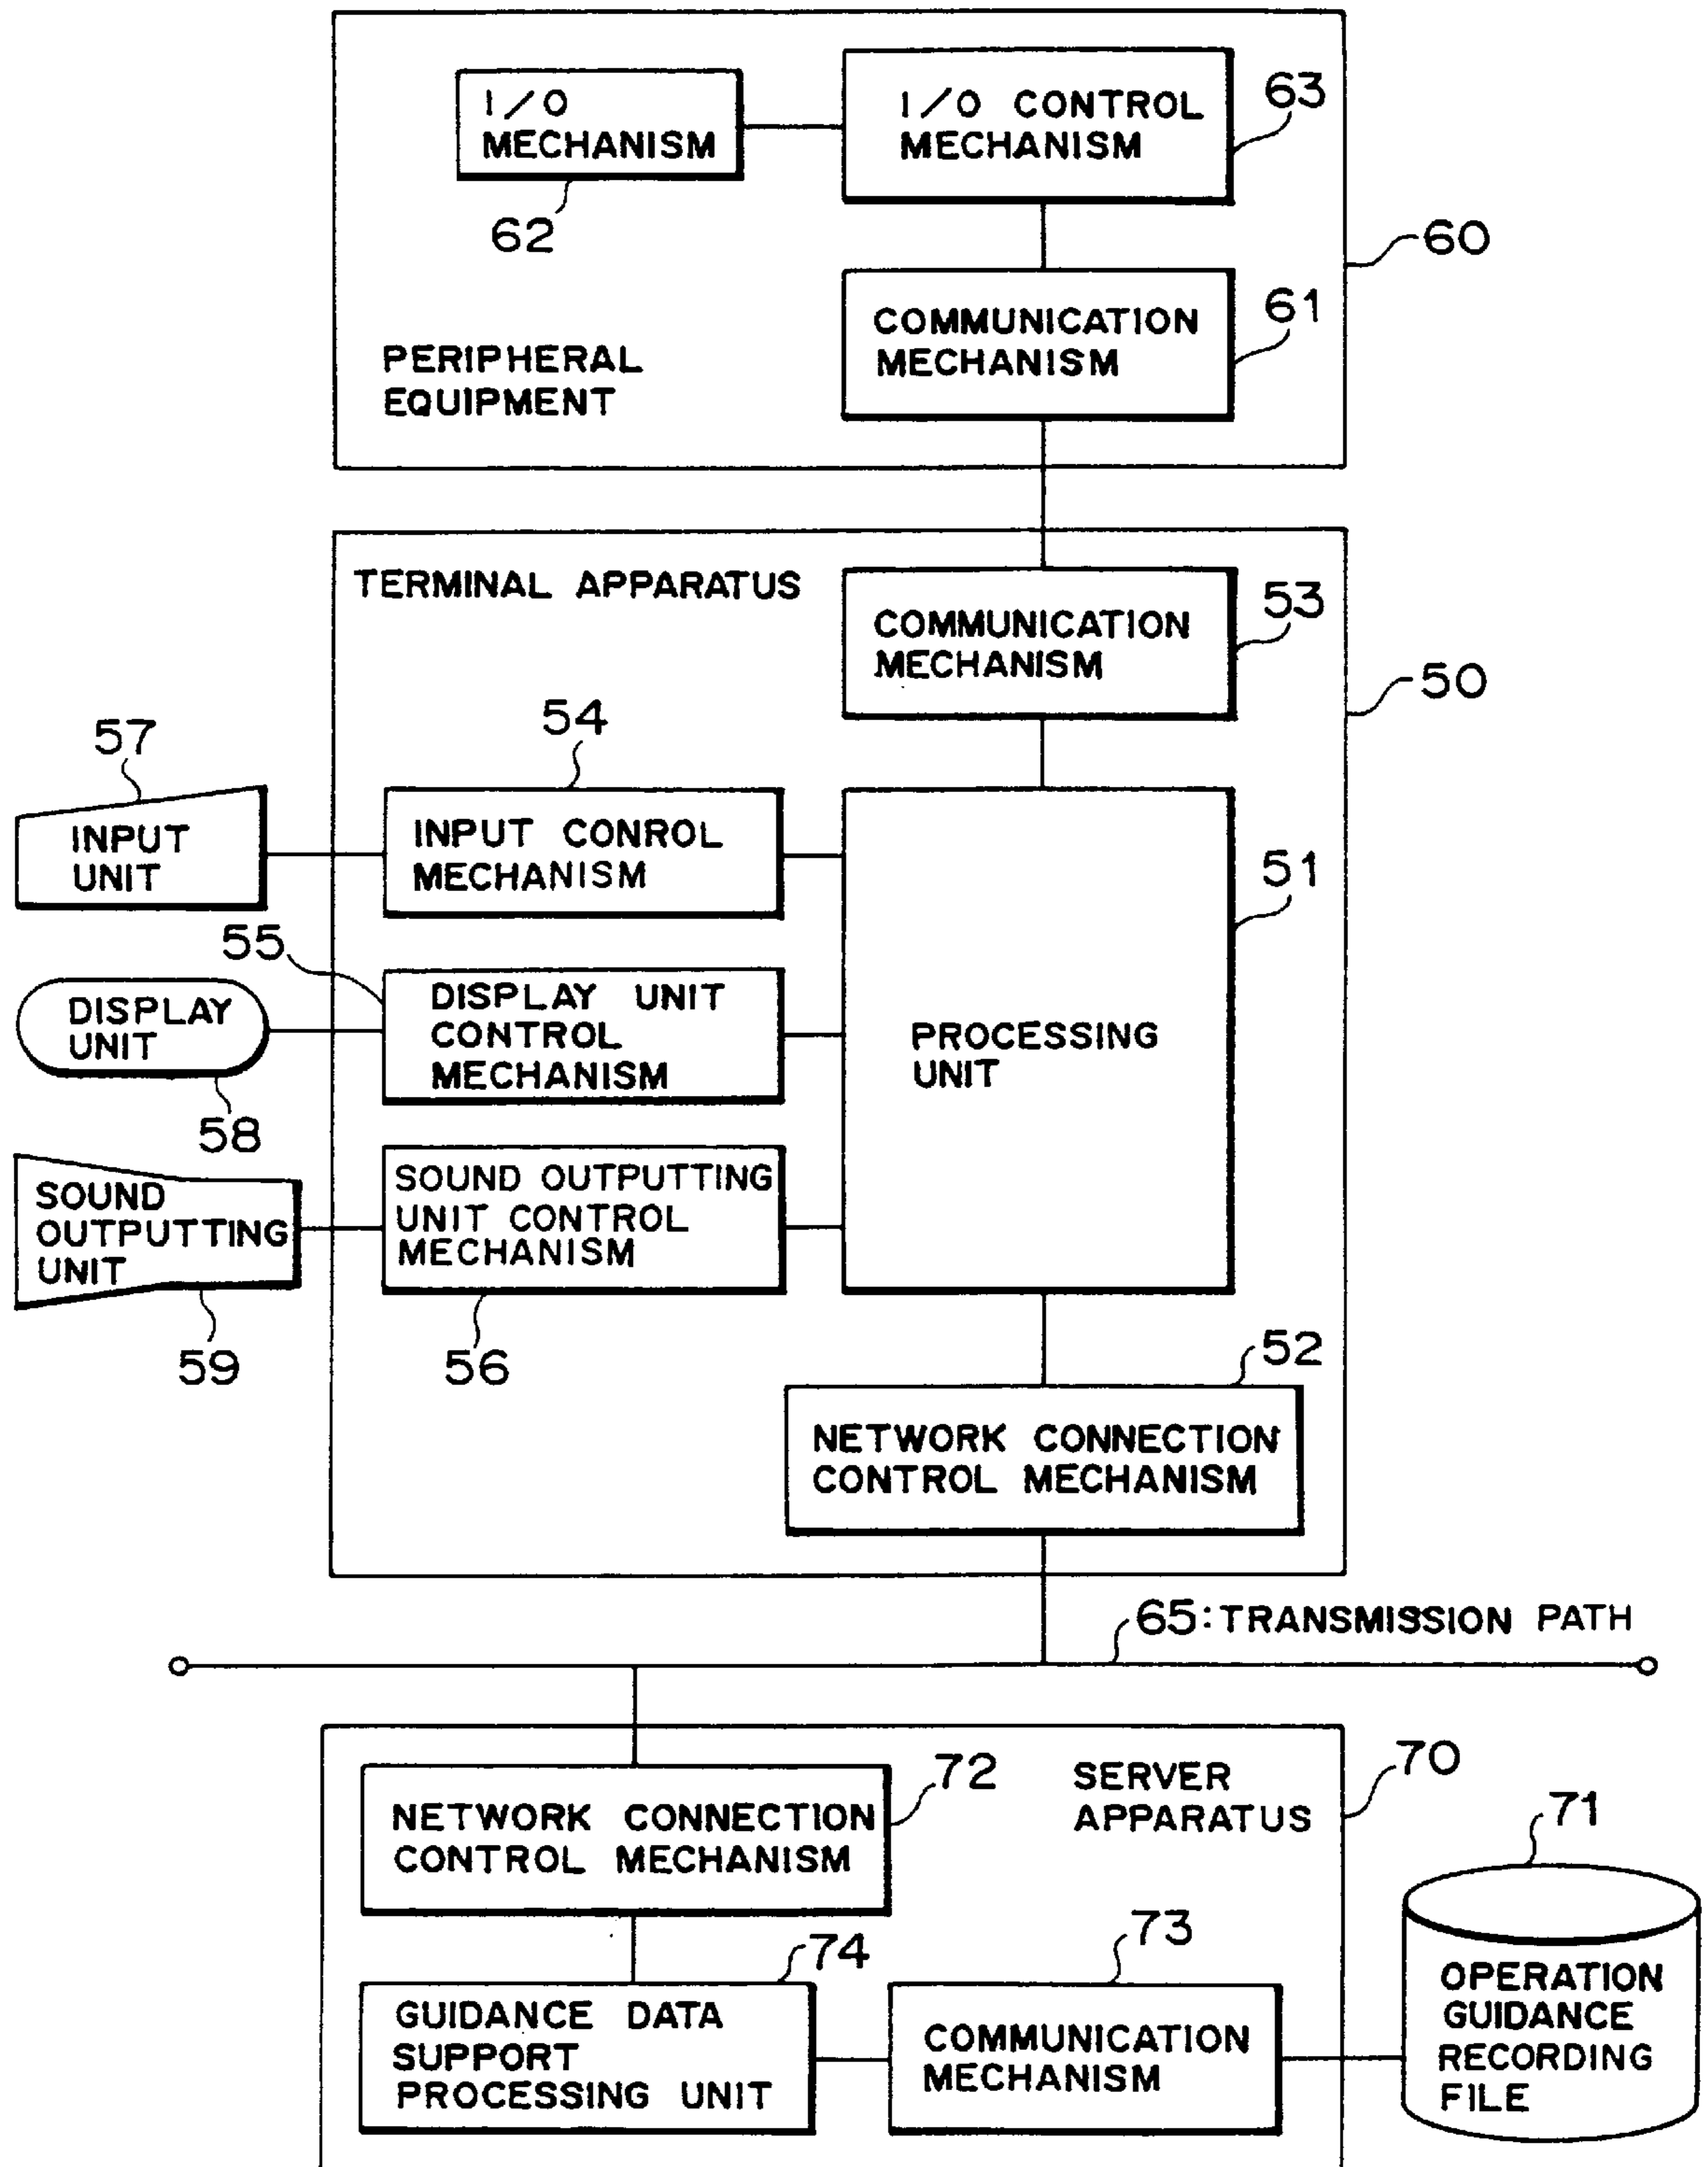 I/O
MECHANISM
62
I/O CONTROL
MECHANISM
63
60
COMMUNICATION
MECHANISM
61
PERIPHERAL
EQUIPMENT
TERMINAL APPARATUS
COMMUNICATION
MECHANISM
53
50
57
INPUT
UNIT
54
INPUT CONROL
MECHANISM
51
55
DISPLAY
UNIT
58
DISPLAY UNIT
CONTROL
MECHANISM
PROCESSING
UNIT
SOUND
OUTPUTTING
UNIT
59
SOUND OUTPUTTING
UNIT CONTROL
MECHANISM
56
52
NETWORK CONNECTION
CONTROL MECHANISM
65:TRANSMISSION PATH
72
NETWORK CONNECTION
CONTROL MECHANISM
SERVER
APPARATUS
70
71
74
GUIDANCE DATA
SUPPORT
PROCESSING UNIT
73
COMMUNICATION
MECHANISM
OPERATION
GUIDANCE
RECORDING
FILE